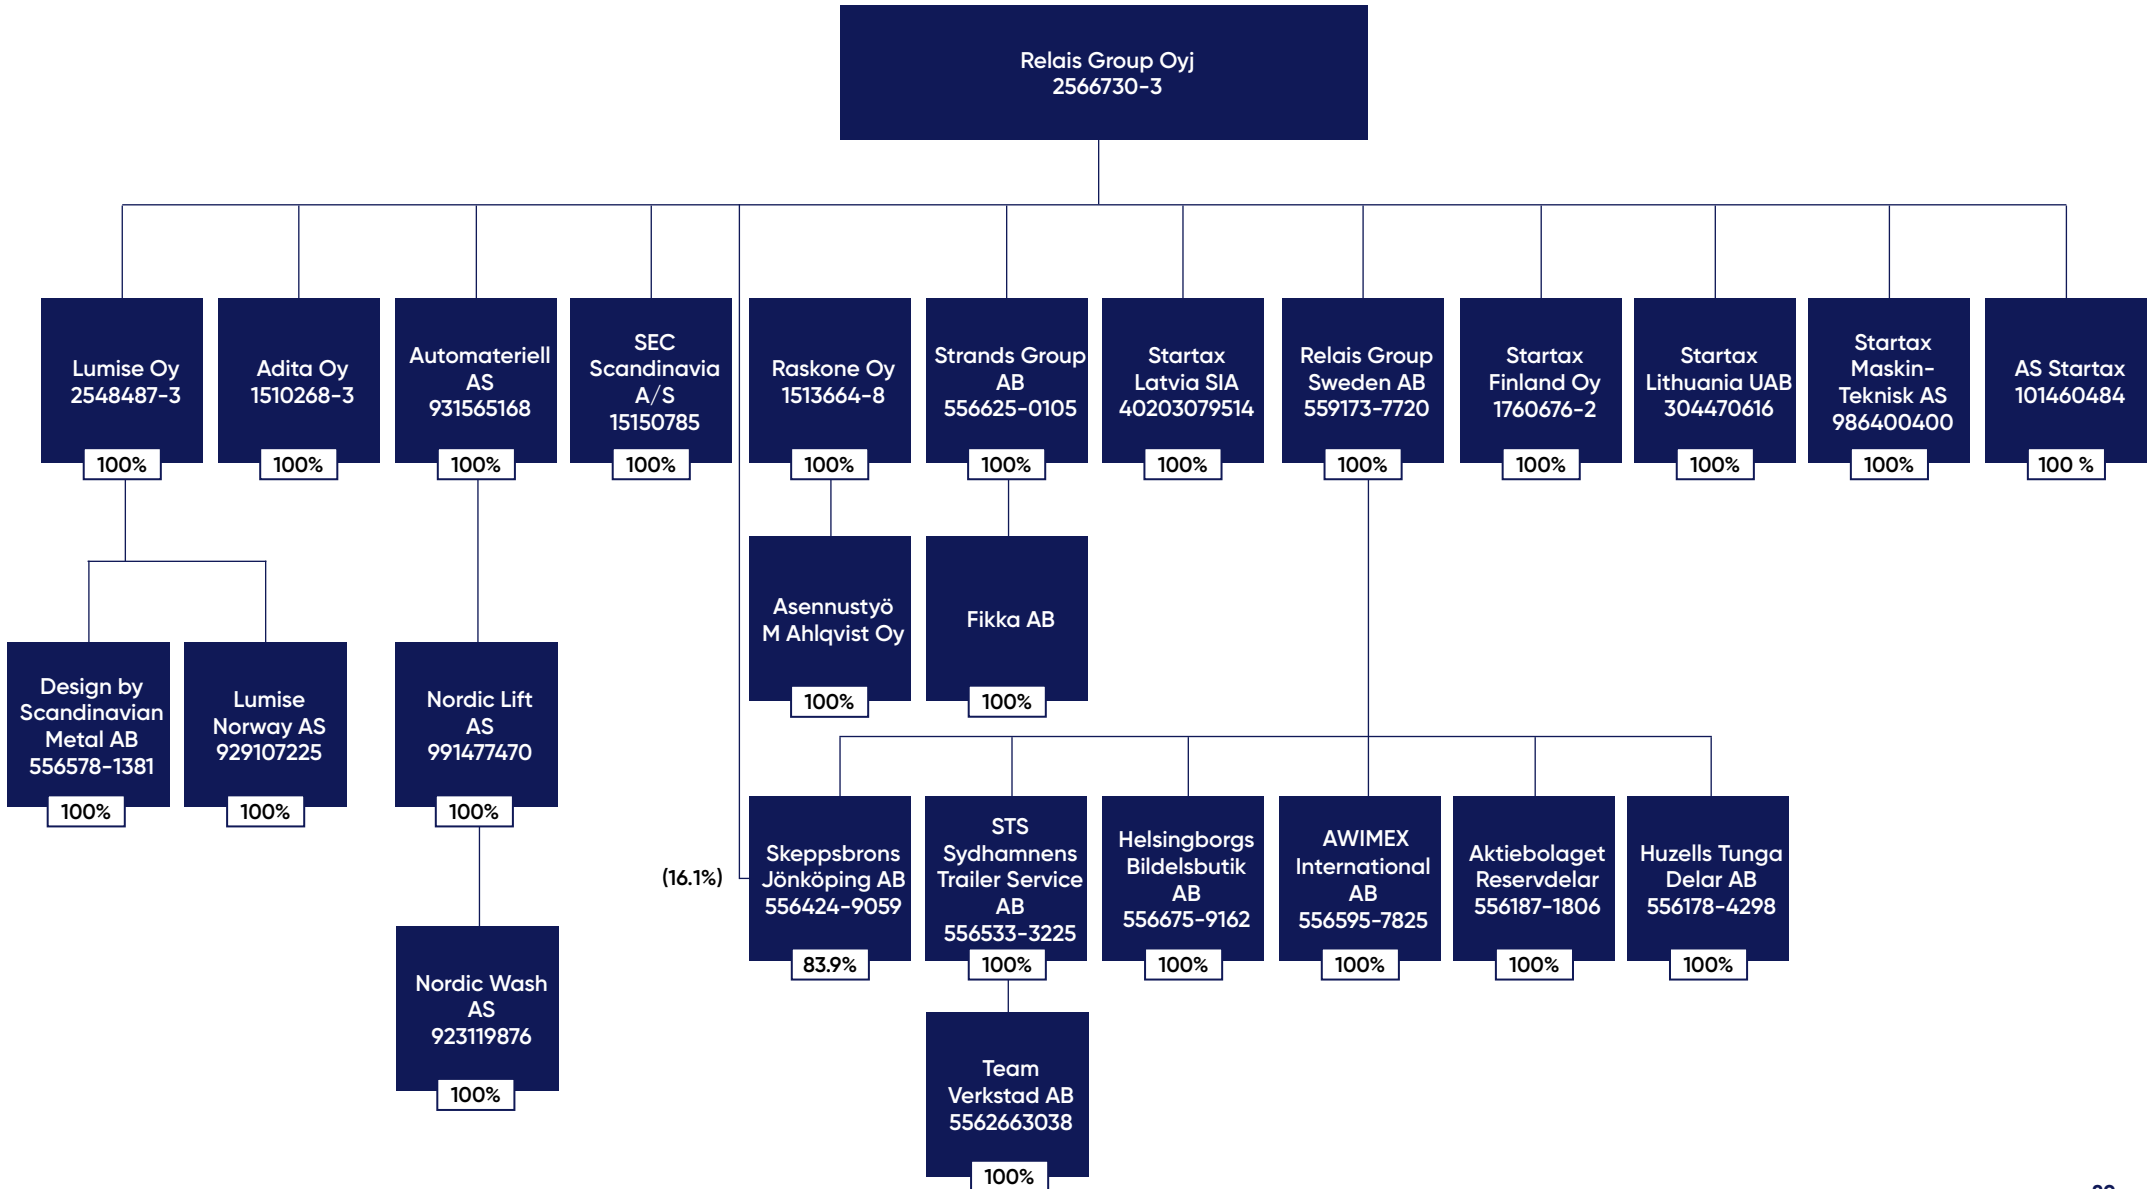 Relais Group Oyj
2566730-3
Lumise Oy
2548487-3
100%
Adita Oy
1510268-3
100%
Automateriell
AS
931565168
100%
SEC
Scandinavia
A/S
15150785
100%
Raskone Oy
1513664-8
100%
Strands Group
AB
556625-0105
100%
Startax
Latvia SIA
40203079514
100%
Relais Group
Sweden AB
559173-7720
100%
Startax
Finland Oy
1760676-2
100%
Startax
Lithuania UAB
304470616
100%
Startax
Maskin-
Teknisk AS
986400400
100%
AS Startax
101460484
100 %
Asennustyö
M Ahlqvist Oy
100%
Fikka AB
100%
Design by
Scandinavian
Metal AB
556578-1381
100%
Lumise
Norway AS
929107225
100%
Nordic Lift
AS
991477470
100%
(16.1%)
Skeppsbrons
Jönköping AB
556424-9059
83.9%
STS
Sydhamnens
Trailer Service
AB
556533-3225
100%
Helsingborgs
Bildelsbutik
AB
556675-9162
100%
AWIMEX
International
AB
556595-7825
100%
Aktiebolaget
Reservdelar
556187-1806
100%
Huzells Tunga
Delar AB
556178-4298
100%
Nordic Wash
AS
923119876
100%
Team
Verkstad AB
5562663038
100%